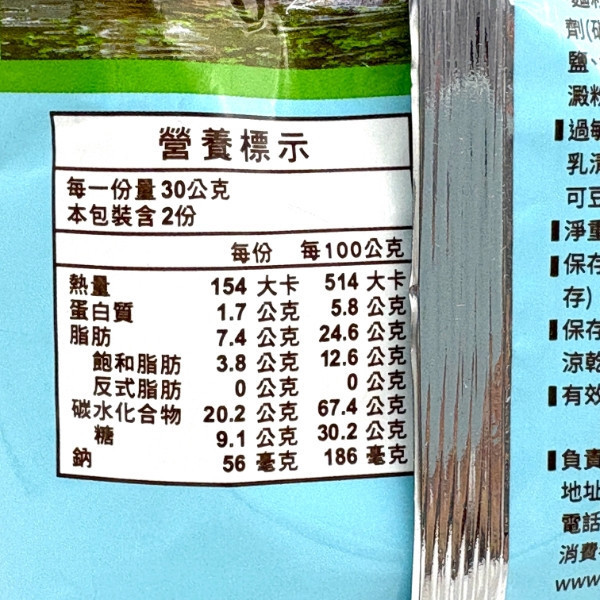 營養標示
每一份量 30公克
本包裝含 2份
每份 每100公克
熱量 154 大卡 514 大卡
蛋白質 1.7 公克 5.8 公克
脂肪 7.4 公克 24.6 公克
飽和脂肪 3.8 公克 12.6 公克
反式脂肪 0 公克 0 公克
碳水化合物 20.2 公克 67.4 公克
糖 9.1 公克 30.2 公克
鈉 56 毫克 186 毫克
劑(
鹽、
澱粉
過敏
乳清
可豆
淨重
保存
存)
保存
涼乾
有效
負責
地址
電話
消費
www